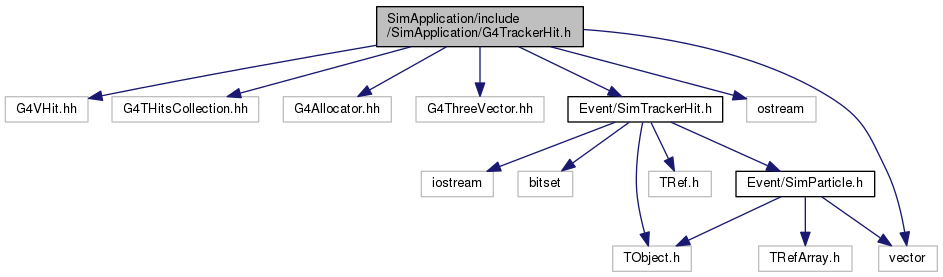 SimApplication/include
/SimApplication/G4TrackerHit.h
G4VHit.hh
G4THitsCollection.hh
G4Allocator.hh
G4ThreeVector.hh
Event/SimTrackerHit.h
ostream
iostream
bitset
TRef.h
Event/SimParticle.h
TObject.h
TRefArray.h
vector